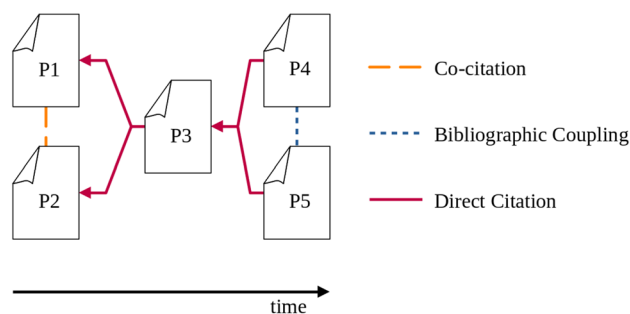 P1
P4
Co-citation
P3
Bibliographic Coupling
P2
P5
Direct Citation
time